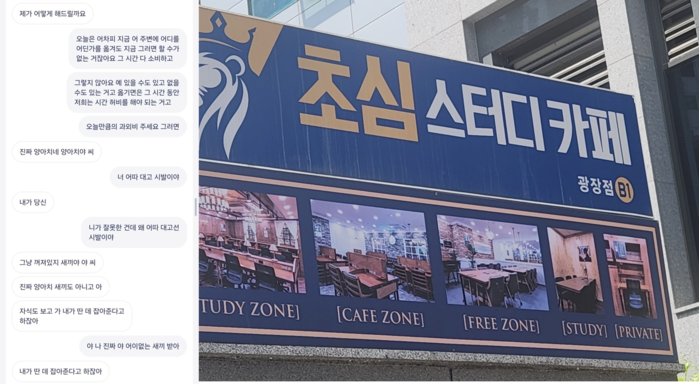 제가 어떻게 해드릴까요
오늘은 어차피 지금 어 주변에 어디를
어딘가를 옮겨도 지금 그러면 할 수가
없는 거잖아요 그 시간 다 소비하고
그렇지 않아요 예 있을 수도 있고 없을
수도 있는 거고 옮기면은 그 시간 동안
저희는 시간 허비를 해야 되는 거고
오늘만큼의 과외비 주세요 그러면
진짜 양아치네 양아치야 씨
너 어따 대고 시발이야
내가 당신
니가 잘못한 건데 왜 어따 대고선
시발이야
그냥 꺼져있지 새끼야 야 씨
진짜 양아치 새끼도 아니고 아
자식도 보고 가 내가 딴 데 잡아준다고
하잖아
야 나 진짜 야 어이없는 새끼 받아
내가 딴 데 잡아준다고 하잖아
초심 스터디 카페
광장점 B1
TUDY ZONE]
[CAFE ZONE]
[FREE ZONE]
[STUDY]
[PRIVATE]